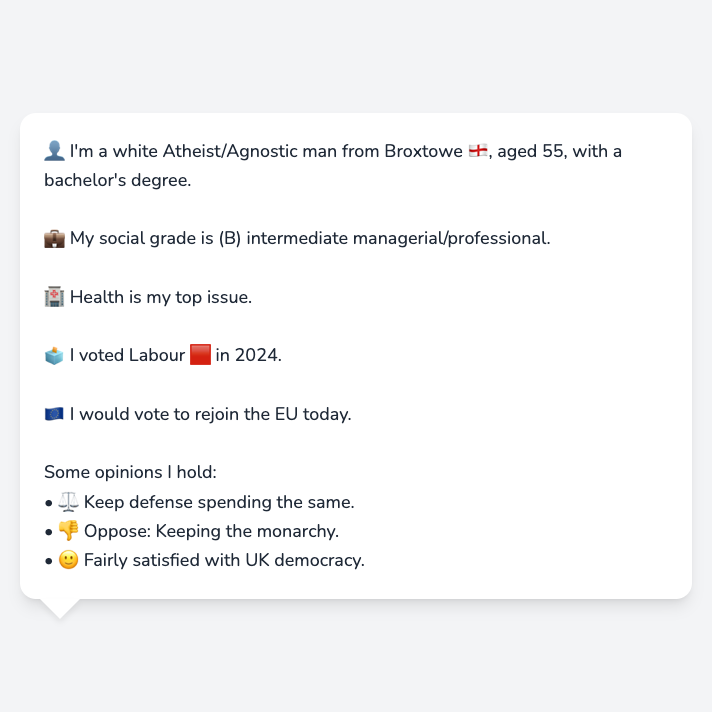 👤 I'm a white Atheist/Agnostic man from Broxtowe 🏴󠁧󠁢󠁥󠁮󠁧󠁿, aged 55, with a
bachelor's degree.
💼 My social grade is (B) intermediate managerial/professional.
🏥 Health is my top issue.
🗳️ I voted Labour 🟥 in 2024.
🇪🇺 I would vote to rejoin the EU today.
Some opinions I hold:
• ⚖️ Keep defense spending the same.
• 👎 Oppose: Keeping the monarchy.
• 🙂 Fairly satisfied with UK democracy.